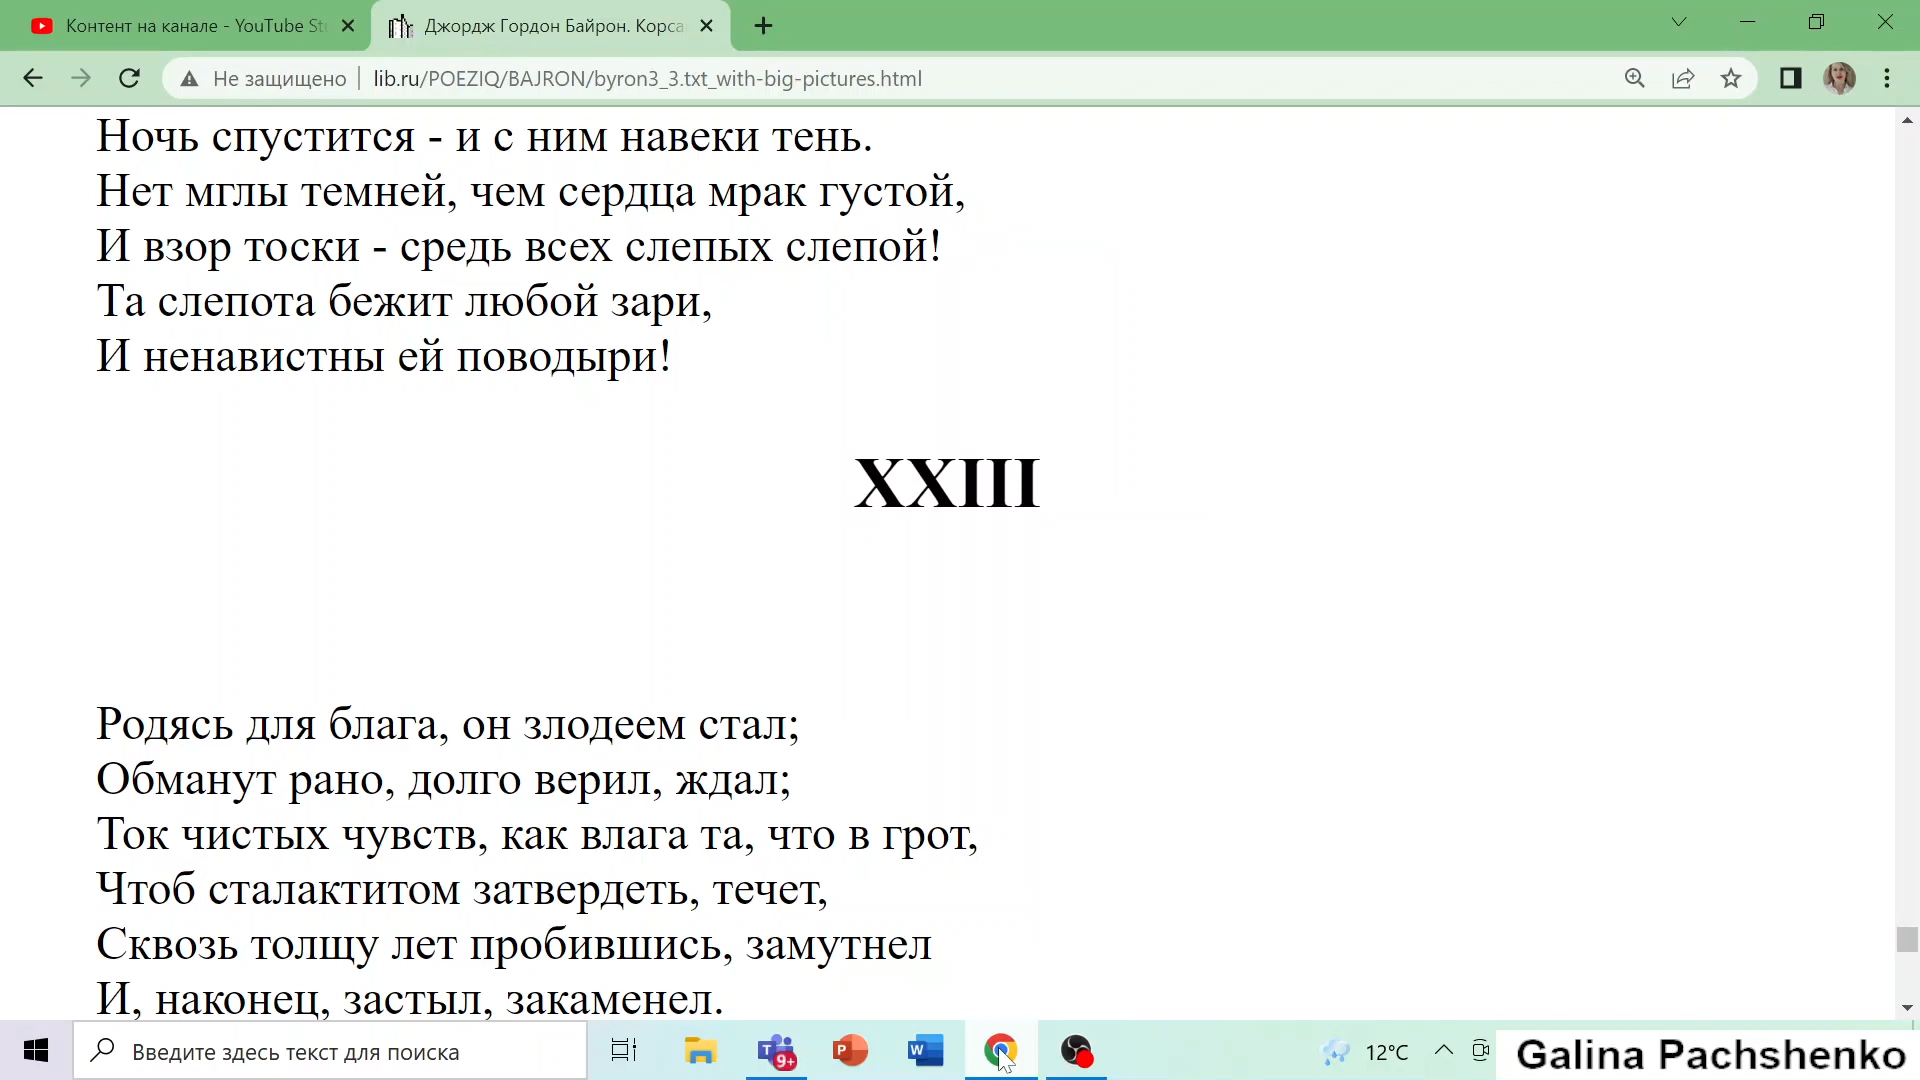 Контент на канале - YouTube St
Джордж Гордон Байрон. Корса
Не защищено
lib.ru/POEZIQ/BAJRON/byron3_3.txt_with-big-pictures.html
Ночь спустится - и с ним навеки тень.
Нет мглы темней, чем сердца мрак густой,
И взор тоски - средь всех слепых слепой!
Та слепота бежит любой зари,
И ненавистны ей поводыри!
XXIII
Родясь для блага, он злодеем стал;
Обманут рано, долго верил, ждал;
Ток чистых чувств, как влага та, что в грот,
Чтоб сталактитом затвердеть, течет,
Сквозь толщу лет пробившись, замутнел
И, наконец, застыл, закаменел.
Введите здесь текст для поиска
T
9+
P
W
12°C
Galina Pachshenko